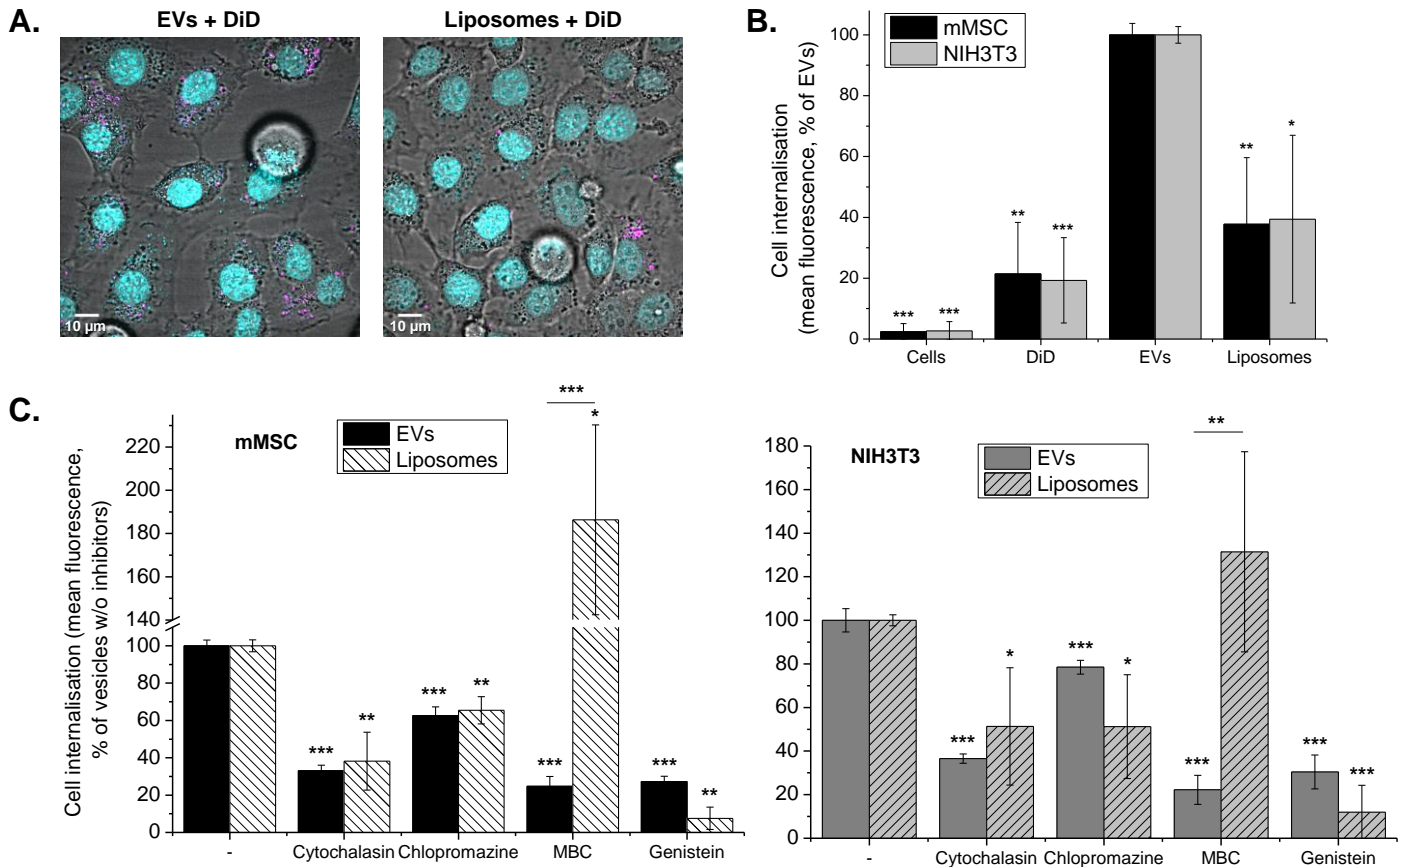 A.
EVs + DiD
Liposomes + DiD
10 µm
10 µm
B.
mMSC
NIH3T3
Cell internalisation
(mean fluorescence, % of EVs)
100
80
60
40
20
0
***
***
**
***
**
*
Cells
DiD
EVs
Liposomes
C.
mMSC
EVs
Liposomes
Cell internalisation (mean fluorescence,
% of vesicles w/o inhibitors)
220
200
180
160
140
100
80
60
40
20
0
***
**
***
**
***
***
*
***
**
-
Cytochalasin
Chlopromazine
MBC
Genistein
NIH3T3
EVs
Liposomes
180
160
140
120
100
80
60
40
20
0
***
*
***
*
***
**
***
***
-
Cytochalasin
Chlopromazine
MBC
Genistein